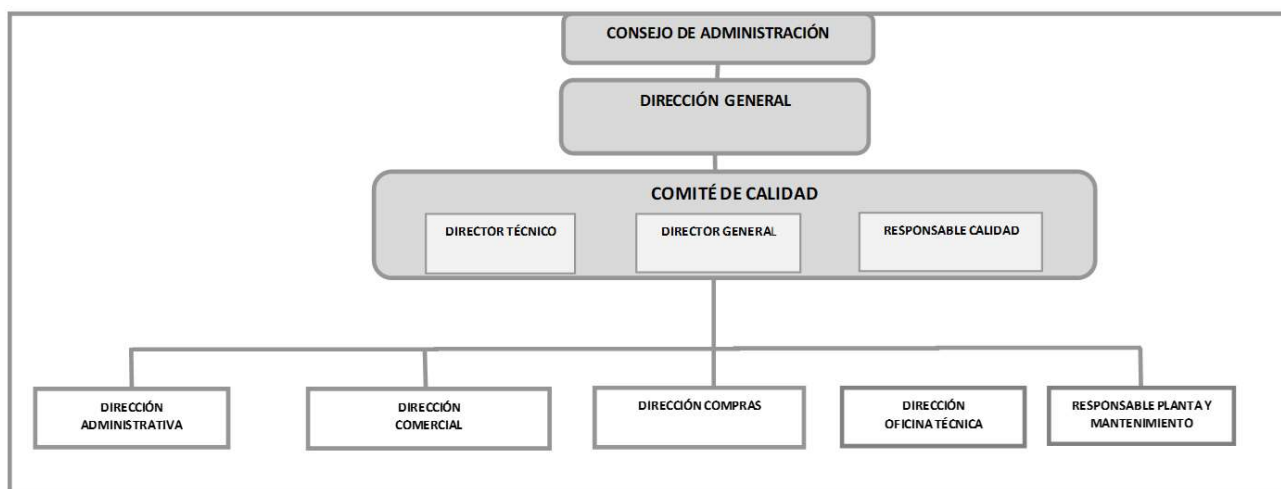 CONSEJO DE ADMINISTRACIÓN
DIRECCIÓN GENERAL
COMITÉ DE CALIDAD
DIRECTOR TÉCNICO
DIRECTOR GENERAL
RESPONSABLE CALIDAD
DIRECCIÓN
ADMINISTRATIVA
DIRECCIÓN
COMERCIAL
DIRECCIÓN COMPRAS
DIRECCIÓN
OFICINA TÉCNICA
RESPONSABLE PLANTA Y
MANTENIMIENTO